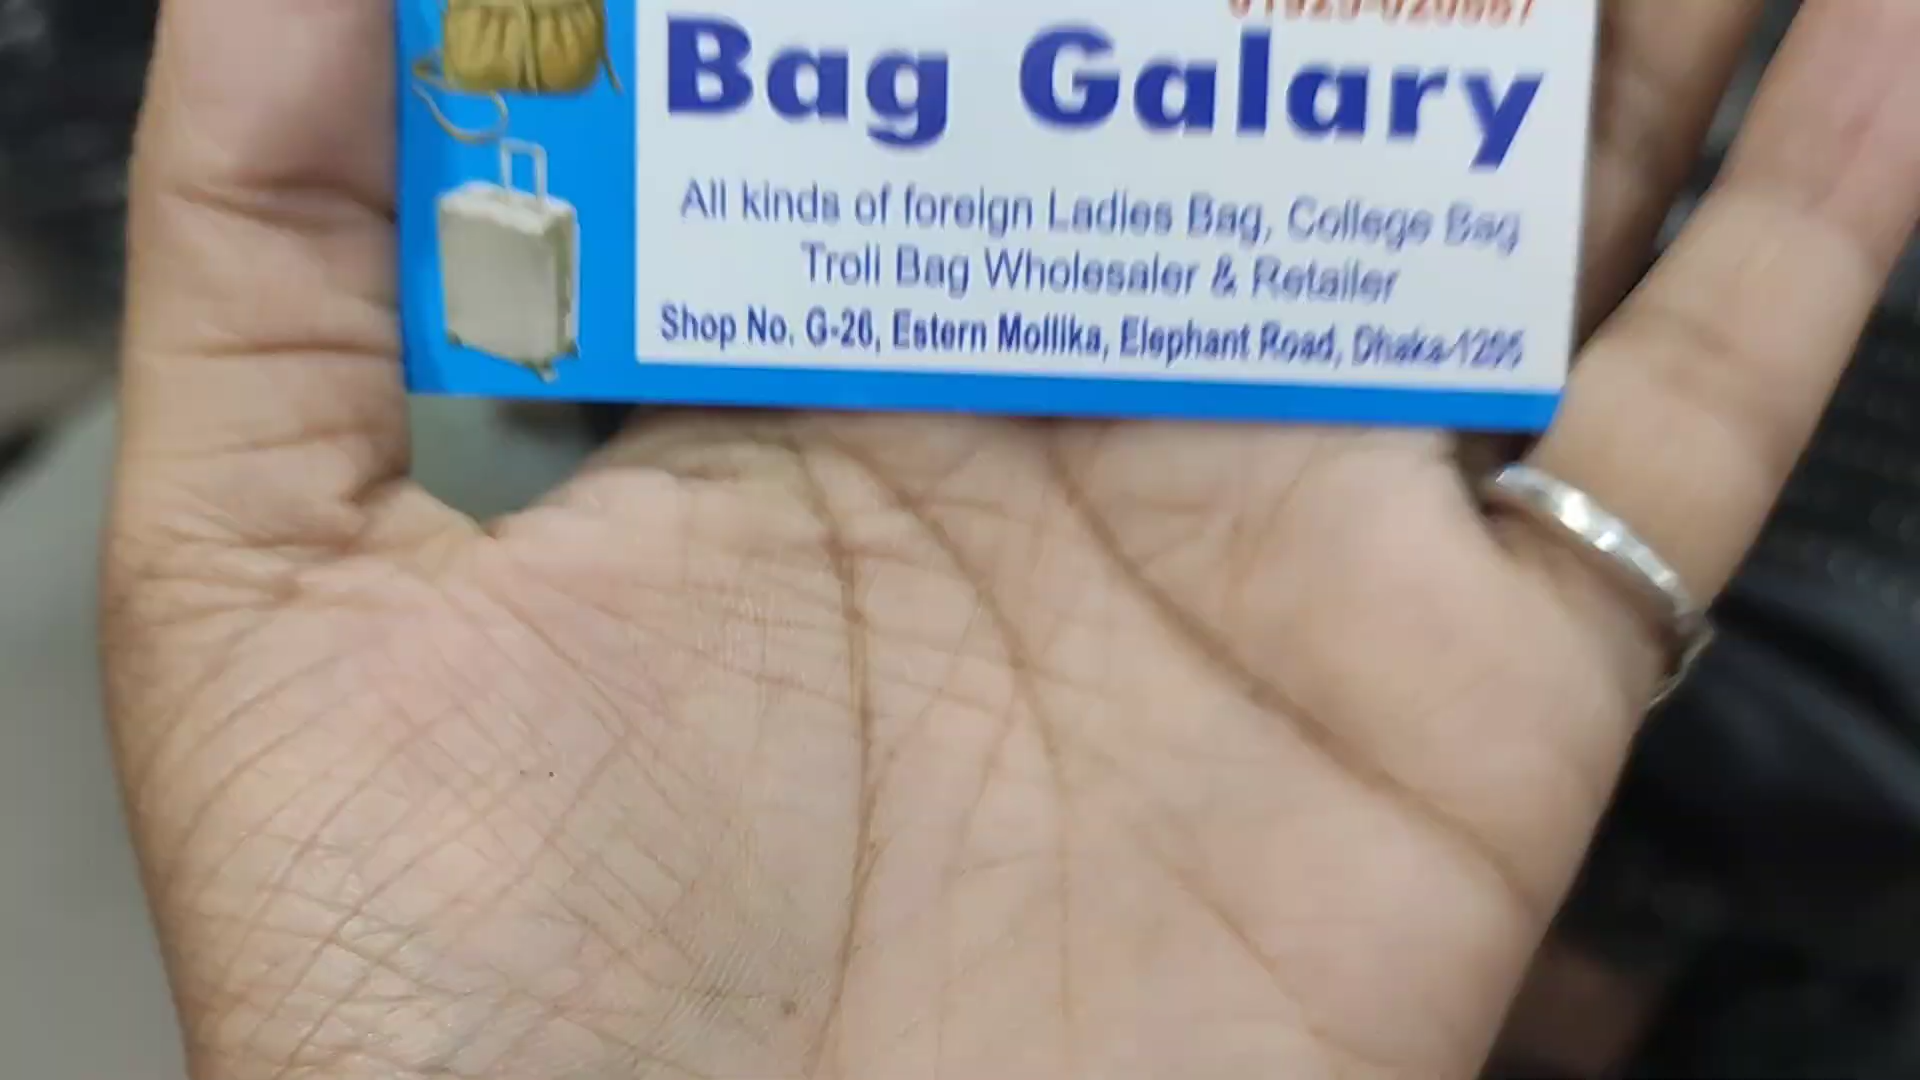 Bag Galary
All kinds of foreign Ladies Bag, College Bag
Troli Bag Wholesaler & Retailer
Shop No. G-26, Estern Mollika, Elephant Road, Dhaka-1205